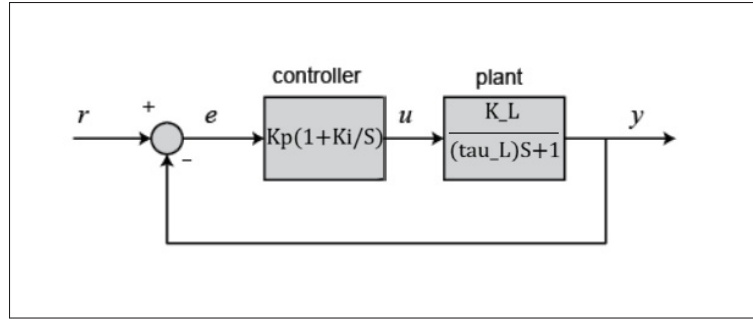 controller
plant
r
+
e
Kp(1+Ki/S)
u
K_L
(tau_L)S+1
y
−